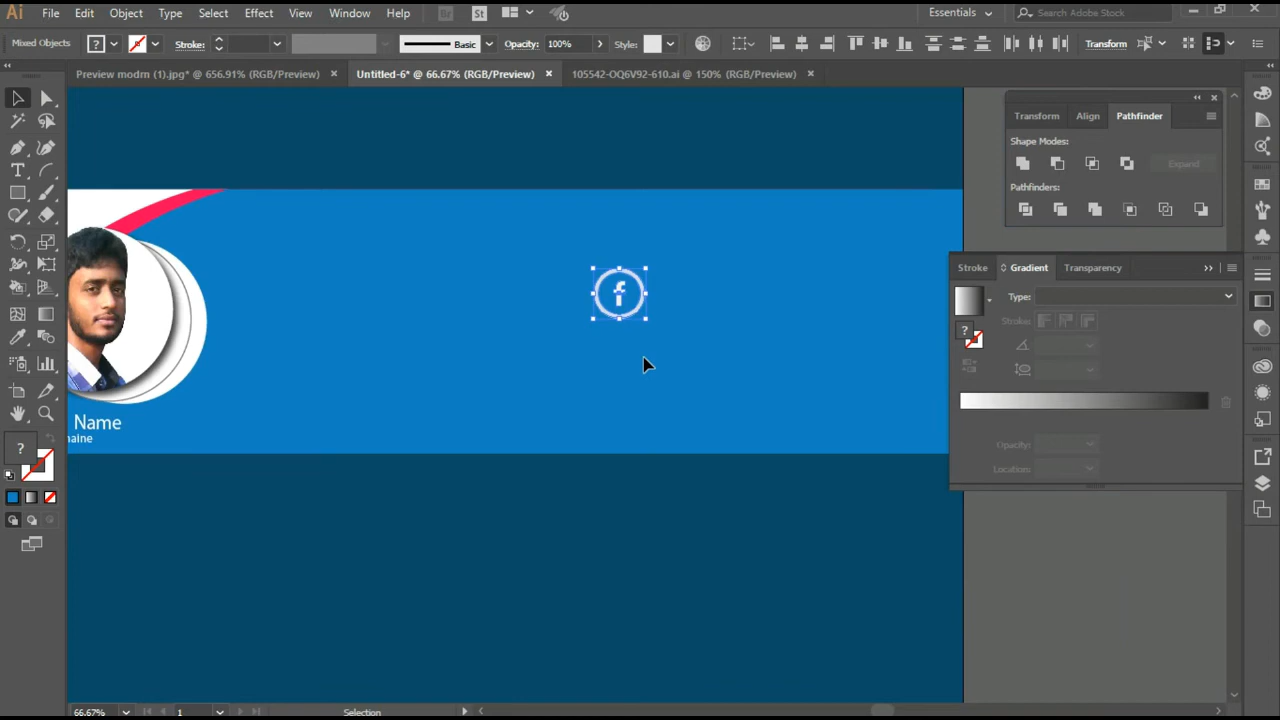 Ai File Edit Object Type Select Effect View Window Help Br St Essentials Search Adobe Stock
Mixed Objects ? Stroke: Basic Opacity: 100% Style: Transform
Preview modm (1).jpg* @ 656.91% (RGB/Preview) Untitled-6* @ 66.67% (RGB/Preview) 105542-OQ6V92-610.ai @ 150% (RGB/Preview)
Transform Align Pathfinder
Shape Modes:
Expand
Pathfinders:
Stroke Gradient Transparency
Type:
Stroke:
?
f
Name
naine
?
Opacity:
Location:
66.67% 1 Selection